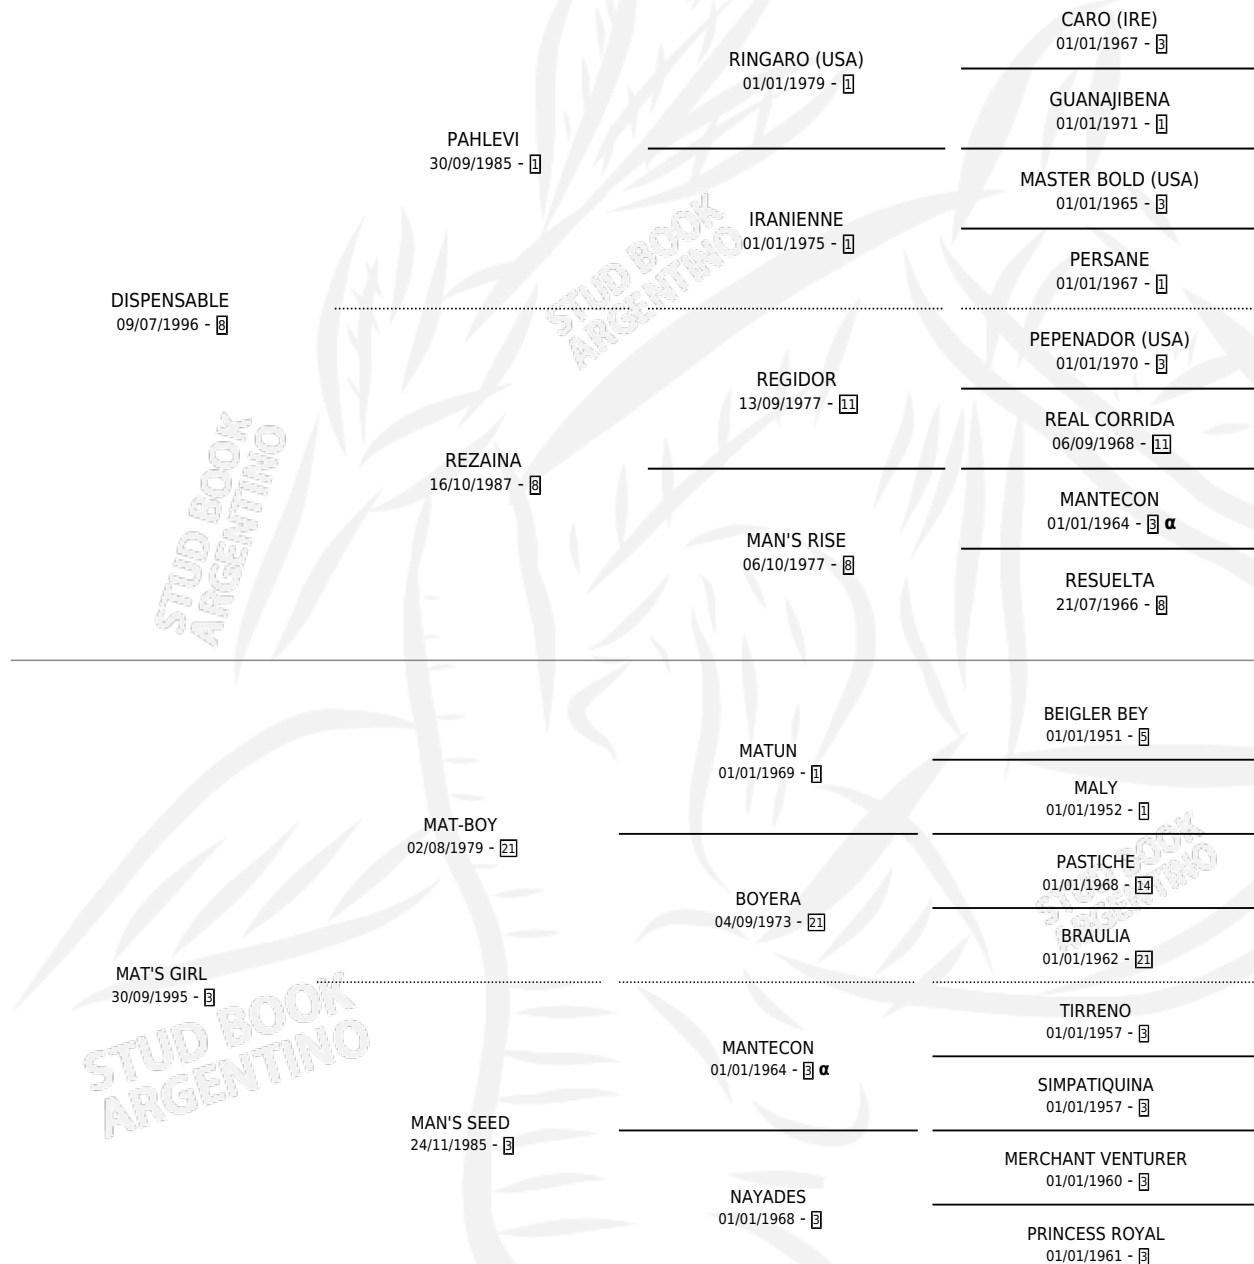 CARO (IRE)
01/01/1967 - 3
RINGARO (USA)
01/01/1979 - 1
GUANAJIBENA
01/01/1971 - 1
PAHLEVI
30/09/1985 - 1
MASTER BOLD (USA)
01/01/1965 - 3
IRANIENNE
01/01/1975 - 1
PERSANE
01/01/1967 - 1
DISPENSABLE
09/07/1996 - 8
PEPENADOR (USA)
01/01/1970 - 3
REGIDOR
13/09/1977 - 11
REAL CORRIDA
06/09/1968 - 11
REZAINA
16/10/1987 - 8
MANTECON
01/01/1964 - 3 α
MAN'S RISE
06/10/1977 - 8
RESUELTA
21/07/1966 - 8
BEIGLER BEY
01/01/1951 - 5
MATUN
01/01/1969 - 1
MALY
01/01/1952 - 1
MAT-BOY
02/08/1979 - 21
PASTICHE
01/01/1968 - 14
BOYERA
04/09/1973 - 21
BRAULIA
01/01/1962 - 21
MAT'S GIRL
30/09/1995 - 3
TIRRENO
01/01/1957 - 3
MANTECON
01/01/1964 - 3 α
SIMPATIQUINA
01/01/1957 - 3
MAN'S SEED
24/11/1985 - 3
MERCHANT VENTURER
01/01/1960 - 3
NAYADES
01/01/1968 - 3
PRINCESS ROYAL
01/01/1961 - 3
STUD BOOK
ARGENTINO
STUD BOOK
ARGENTINO
STUD BOOK
ARGENTINO
STUD BOOK
ARGENTINO